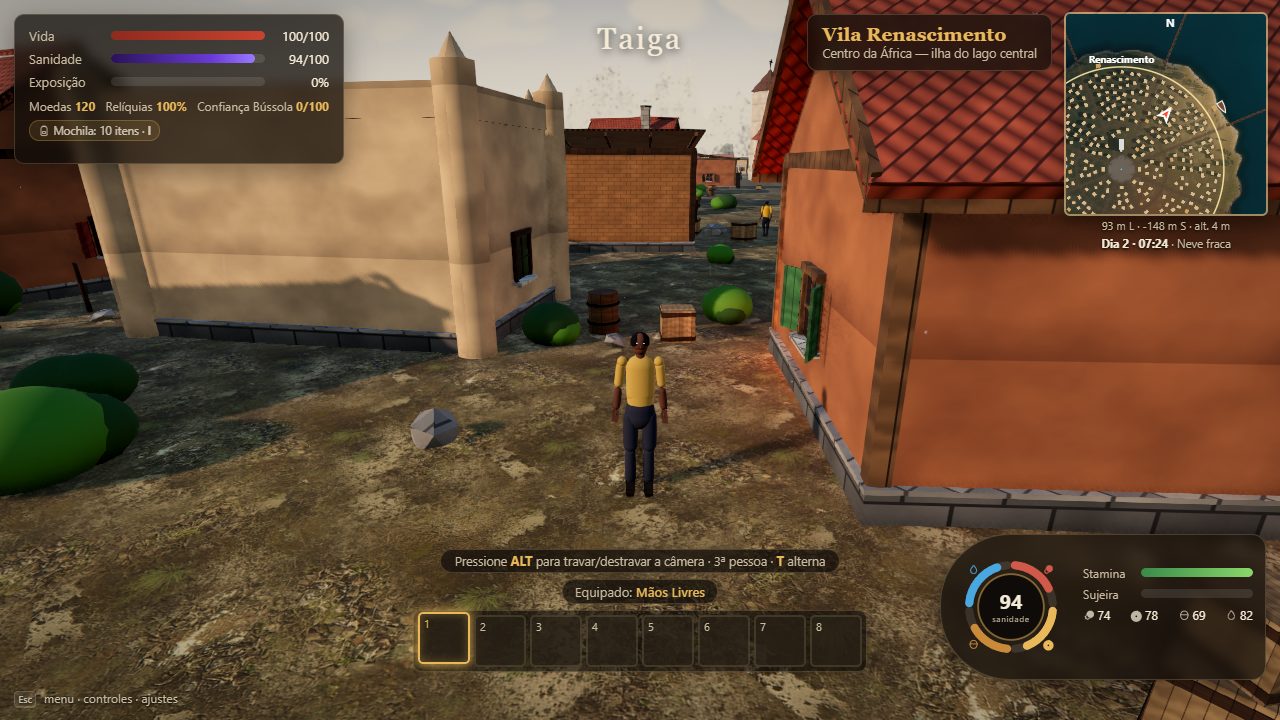 Vida 100/100
Sanidade 94/100
Exposição 0%
Moedas 120 Relíquias 100% Confiança Bússola 0/100
Mochila: 10 itens · I
Taiga
Vila Renascimento
Centro da África — ilha do lago central
N
Renascimento
93 m L · -148 m S · alt. 4 m
Dia 2 · 07:24 · Neve fraca
Pressione ALT para travar/destravar a câmera · 3ª pessoa · T alterna
Equipado: Mãos Livres
1 2 3 4 5 6 7 8
94
sanidade
Stamina
Sujeira
74 78 69 82
Esc menu · controles · ajustes